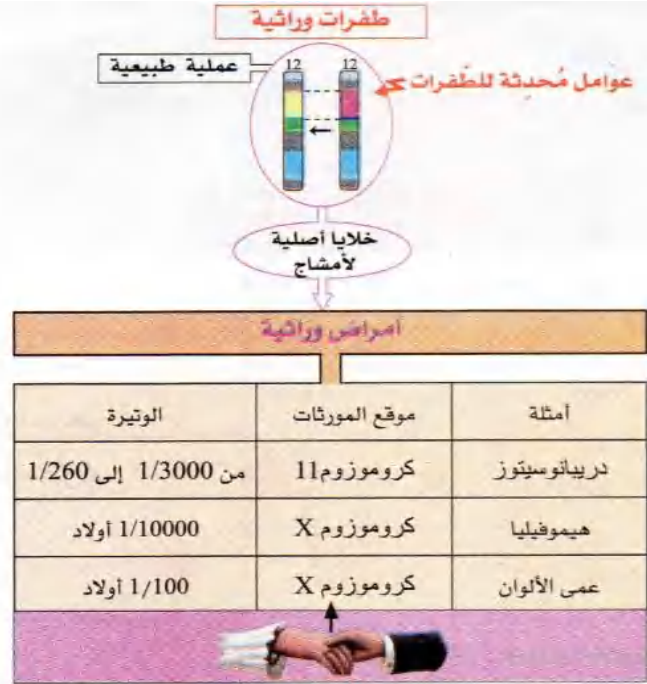 طفرات وراثية
عملية طبيعية
12 12
عوامل مُحدِثة للطّفرات
خلايا أصلية
لأمشاج
أمراض وراثية
أمثلة موقع المورثات الوتيرة
دريبانوسيتوز كروموزوم11 من 1/3000 إلى 1/260
هيموفيليا كروموزوم X 1/10000 أولاد
عمى الألوان كروموزوم X 1/100 أولاد